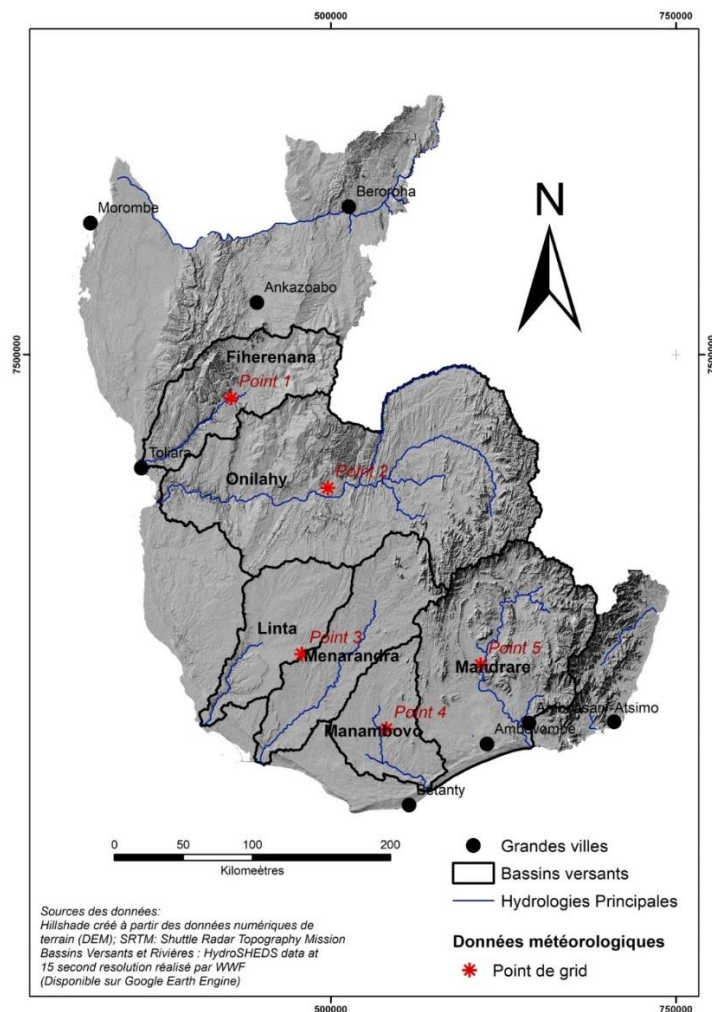 500000
750000
Beroroha
Morombe
N
Ankazoabo
7500000
7500000
Fiherenana
Point 1
Toliara
Onilahy
Point 2
Linta
Point 3
Menarandra
Point 5
Mandrare
Point 4
Manambovo
Amboasary-Atsimo
Ambovombe
Betanty
0 50 100 200
Kilomeètres
Grandes villes
Bassins versants
Hydrologies Principales
Données météorologiques
Point de grid
Sources des données:
Hillshade créé à partir des données numériques de
terrain (DEM); SRTM: Shuttle Radar Topography Mission
Bassins Versants et Rivières : HydroSHEDS data at
15 second resolution réalisé par WWF
(Disponible sur Google Earth Engine)
500000
750000